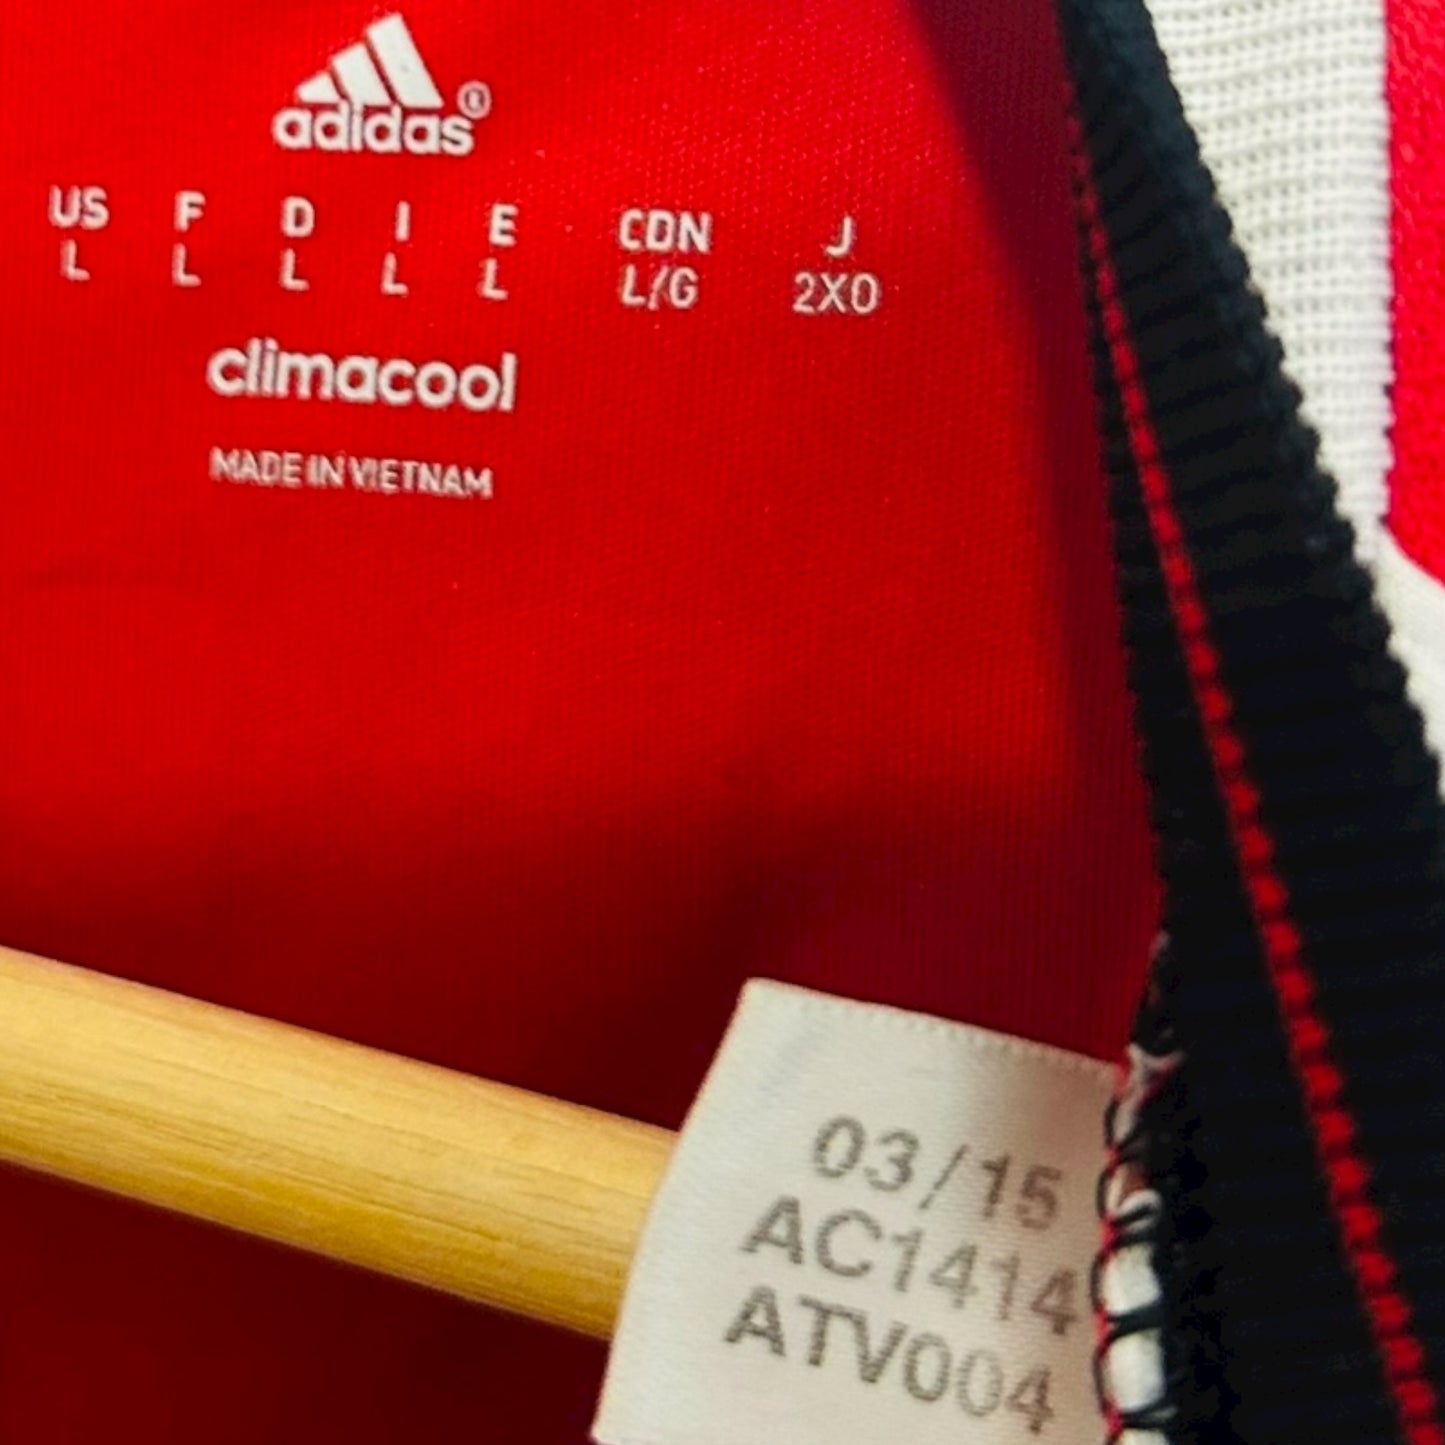 adidas®
US F D I E CDN J
L L L L L L/G 2XO
climacool
MADE IN VIETNAM
03/15
AC1414
ATV004